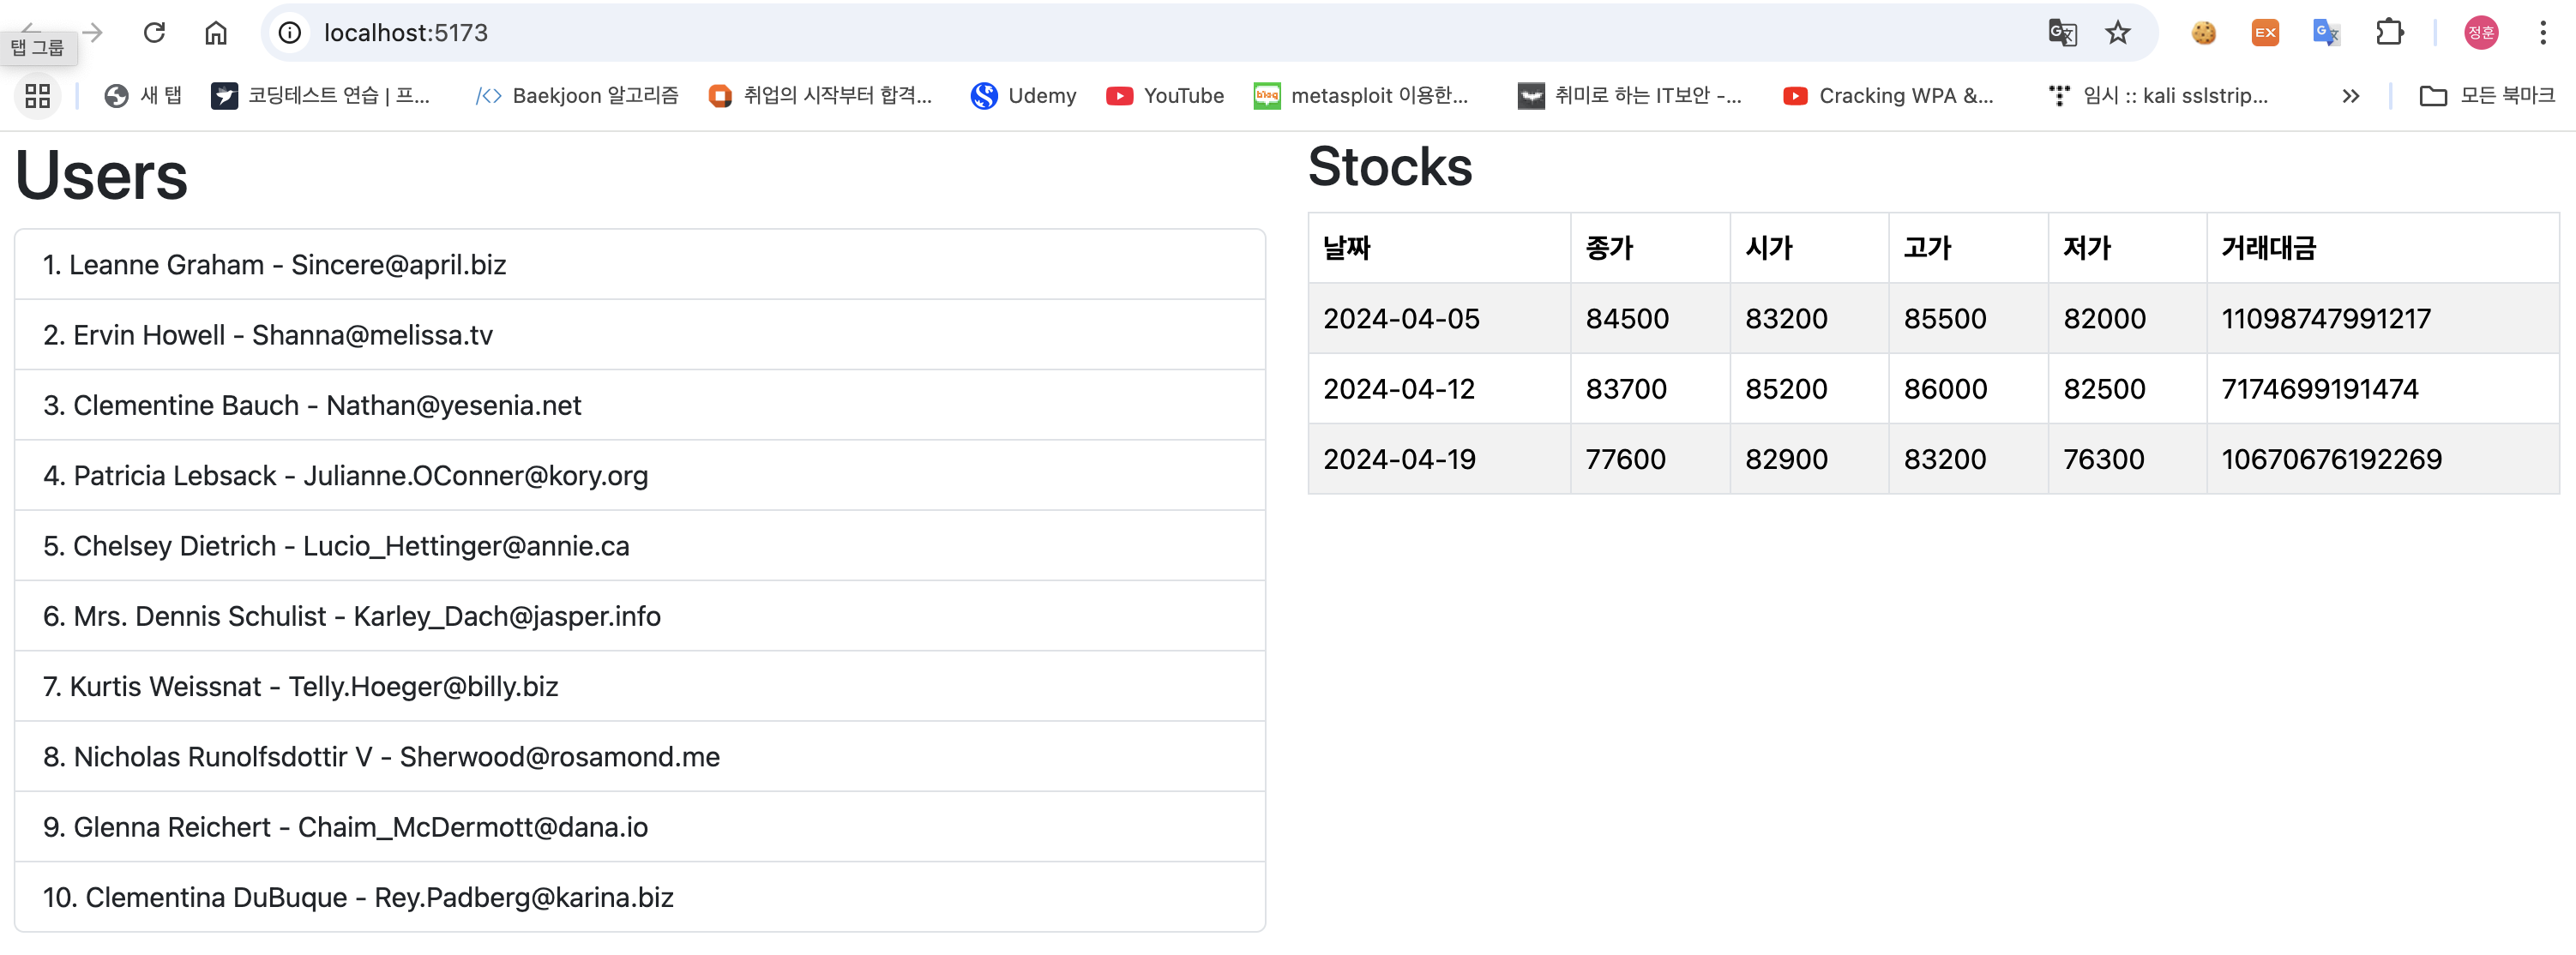 localhost:5173
정훈
탭 그룹
새 탭
코딩테스트 연습 | 프...
Baekjoon 알고리즘
취업의 시작부터 합격...
Udemy
YouTube
metasploit 이용한...
취미로 하는 IT보안 -...
Cracking WPA &...
임시 :: kali sslstrip...
모든 북마크
Users
1. Leanne Graham - Sincere@april.biz
2. Ervin Howell - Shanna@melissa.tv
3. Clementine Bauch - Nathan@yesenia.net
4. Patricia Lebsack - Julianne.OConner@kory.org
5. Chelsey Dietrich - Lucio_Hettinger@annie.ca
6. Mrs. Dennis Schulist - Karley_Dach@jasper.info
7. Kurtis Weissnat - Telly.Hoeger@billy.biz
8. Nicholas Runolfsdottir V - Sherwood@rosamond.me
9. Glenna Reichert - Chaim_McDermott@dana.io
10. Clementina DuBuque - Rey.Padberg@karina.biz
Stocks
날짜 종가 시가 고가 저가 거래대금
2024-04-05 84500 83200 85500 82000 11098747991217
2024-04-12 83700 85200 86000 82500 7174699191474
2024-04-19 77600 82900 83200 76300 10670676192269